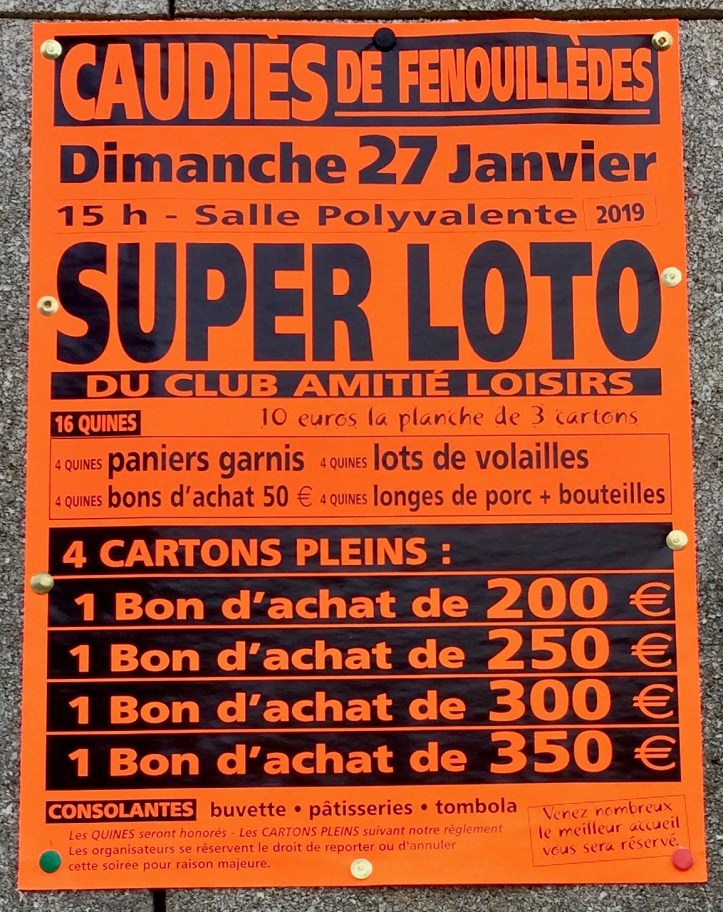 CAUDIÈS DE FENOUILLÈDES
Dimanche 27 Janvier
15 h - Salle Polyvalente 2019
SUPER LOTO
DU CLUB AMITIÉ LOISIRS
16 QUINES 10 euros la planche de 3 cartons
4 QUINES paniers garnis 4 QUINES lots de volailles
4 QUINES bons d'achat 50 € 4 QUINES longes de porc + bouteilles
4 CARTONS PLEINS :
1 Bon d'achat de 200 €
1 Bon d'achat de 250 €
1 Bon d'achat de 300 €
1 Bon d'achat de 350 €
CONSOLANTES buvette • pâtisseries • tombola
Les QUINES seront honorés - Les CARTONS PLEINS suivant notre règlement
Les organisateurs se réservent le droit de reporter ou d'annuler
cette soiree pour raison majeure.
Venez nombreux
le meilleur accueil
vous sera réservé.